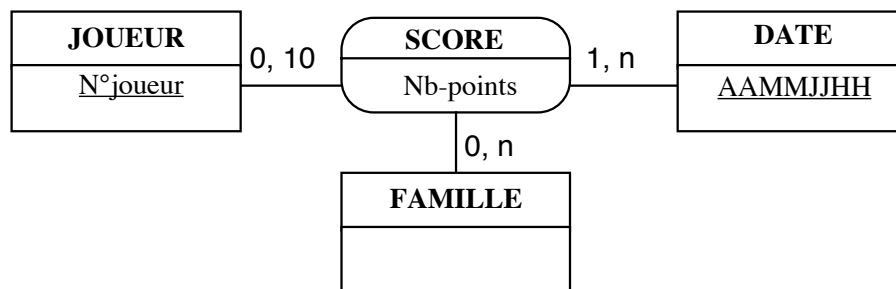 JOUEUR
N°joueur
0, 10
SCORE
Nb-points
1, n
DATE
AAMMJJHH
0, n
FAMILLE